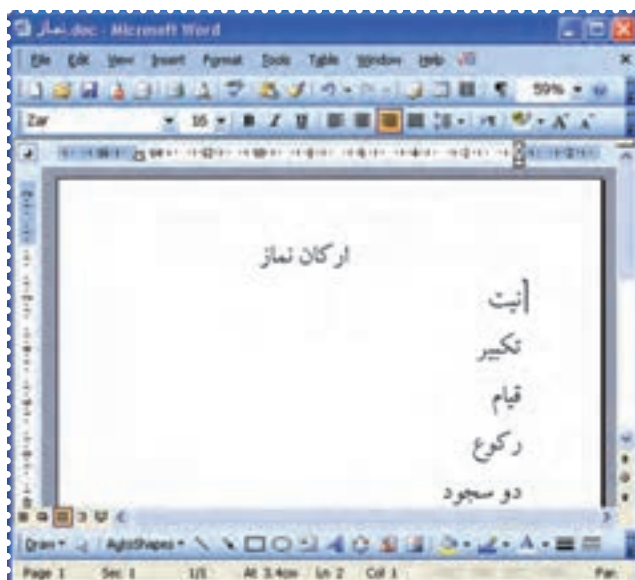 نماز.doc - Microsoft Word
File Edit View Insert Format Tools Table Window Help
59%
Zar 16 B I U
ارکان نماز
نیت
تکبیر
قیام
رکوع
دو سجود
Draw AutoShapes
Page 1 Sec 1 1/1 At 3.4cm Ln 2 Col 1